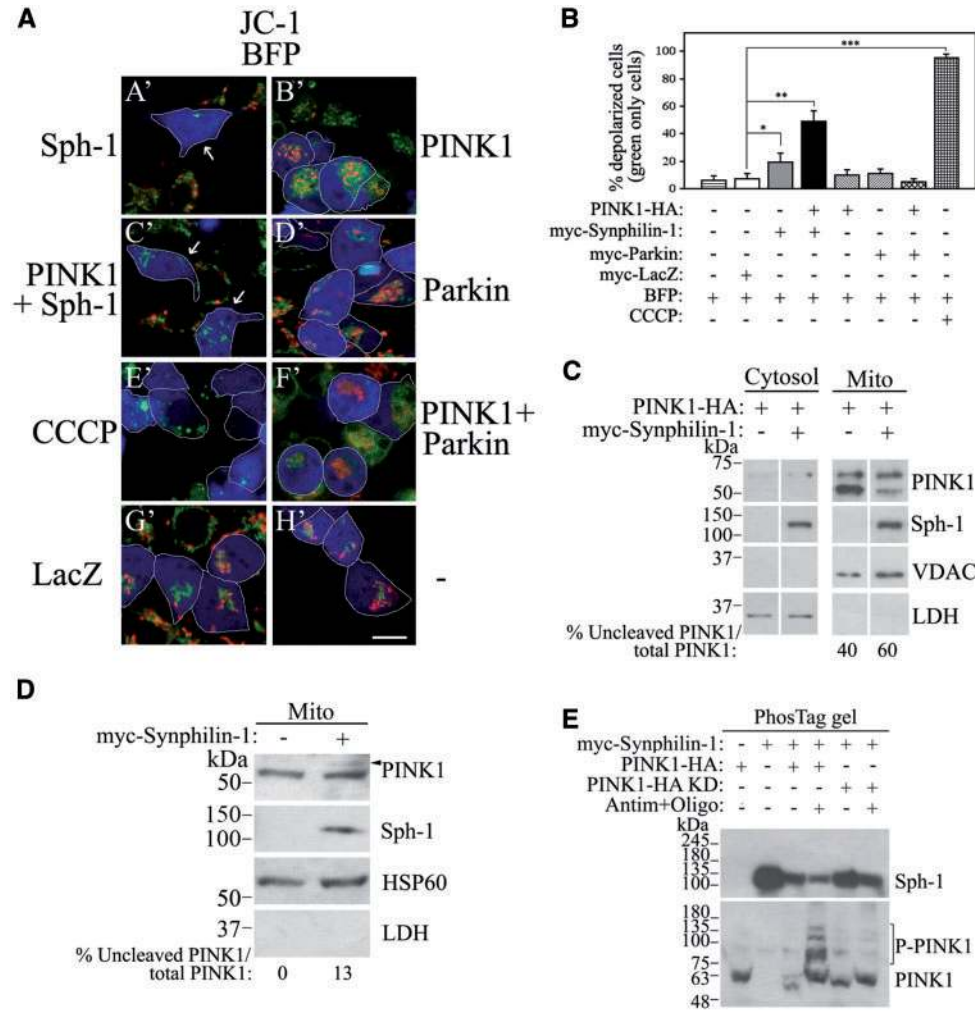 A
JC-1
BFP
A'
B'
Sph-1
PINK1
C'
D'
PINK1
+ Sph-1
Parkin
E'
F'
CCCP
PINK1+
Parkin
G'
H'
LacZ
-
B
% depolarized cells
(green only cells)
100
60
20
0
*
**
***
PINK1-HA: - - - + + - + -
myc-Synphilin-1: - - + + - - - -
myc-Parkin: - - - - - + + -
myc-LacZ: - + - - - - - -
BFP: + + + + + + + +
CCCP: - - - - - - - +
C
Cytosol Mito
PINK1-HA: + + + +
myc-Synphilin-1: - + - +
kDa
75
50
PINK1
150
100
Sph-1
37
VDAC
37
LDH
% Uncleaved PINK1/
total PINK1: 40 60
D
Mito
myc-Synphilin-1: - +
kDa
50
PINK1
150
100
Sph-1
50
HSP60
37
LDH
% Uncleaved PINK1/
total PINK1: 0 13
E
PhosTag gel
myc-Synphilin-1: - + + + + +
PINK1-HA: + - + + - -
PINK1-HA KD: - - - - + +
Antim+Oligo: - - - + - +
kDa
245
180
135
100
75
Sph-1
180
135
100
75
63
48
P-PINK1
PINK1